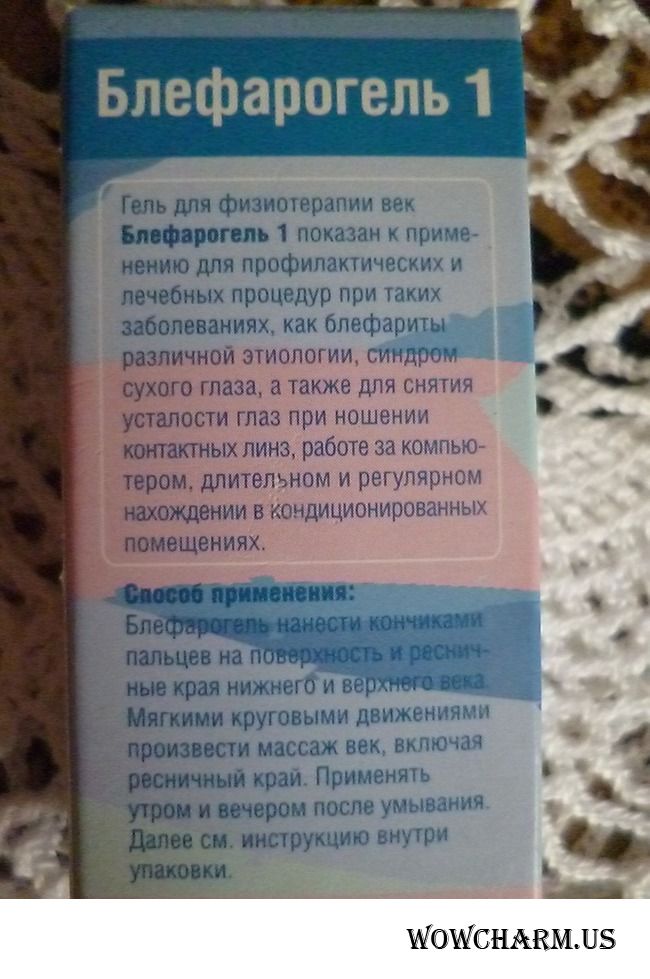 Блефарогель 1
Гель для физиотерапии век
Блефарогель 1 показан к приме-
нению для профилактических и
лечебных процедур при таких
заболеваниях, как блефариты
различной этиологии, синдром
сухого глаза, а также для снятия
усталости глаз при ношении
контактных линз, работе за компью-
тером, длительном и регулярном
нахождении в кондиционированных
помещениях.
Способ применения:
Блефарогель нанести кончиками
пальцев на поверхность и реснич-
ные края нижнего и верхнего века
Мягкими круговыми движениями
произвести массаж век, включая
ресничный край. Применять
утром и вечером после умывания.
Далее см. инструкцию внутри
упаковки.
WOWCHARM.US